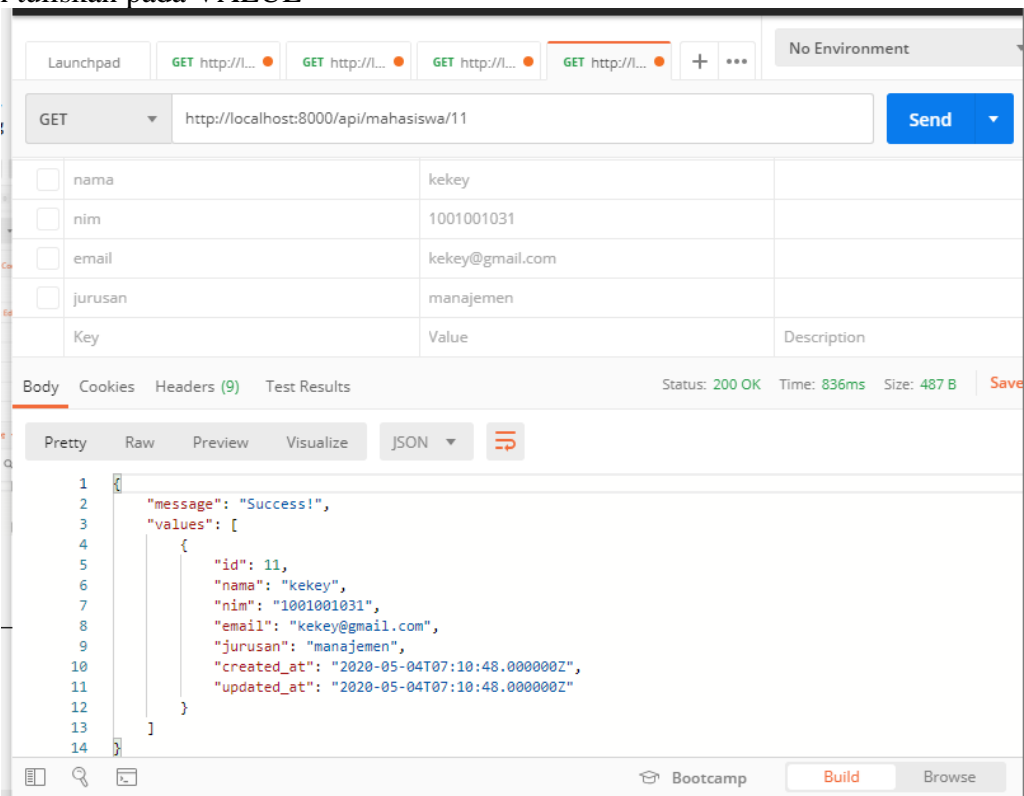 tuliskan pada VALUE
No Environment
Launchpad GET http://l... GET http://l... GET http://l... GET http://l... + •••
GET http://localhost:8000/api/mahasiswa/11 Send
nama kekey
nim 1001001031
email kekey@gmail.com
jurusan manajemen
Key Value Description
Body Cookies Headers (9) Test Results Status: 200 OK Time: 836ms Size: 487 B Save
Pretty Raw Preview Visualize JSON
1 {
2 "message": "Success!",
3 "values": [
4 {
5 "id": 11,
6 "nama": "kekey",
7 "nim": "1001001031",
8 "email": "kekey@gmail.com",
9 "jurusan": "manajemen",
10 "created_at": "2020-05-04T07:10:48.000000Z",
11 "updated_at": "2020-05-04T07:10:48.000000Z"
12 }
13 ]
14 }
Bootcamp Build Browse